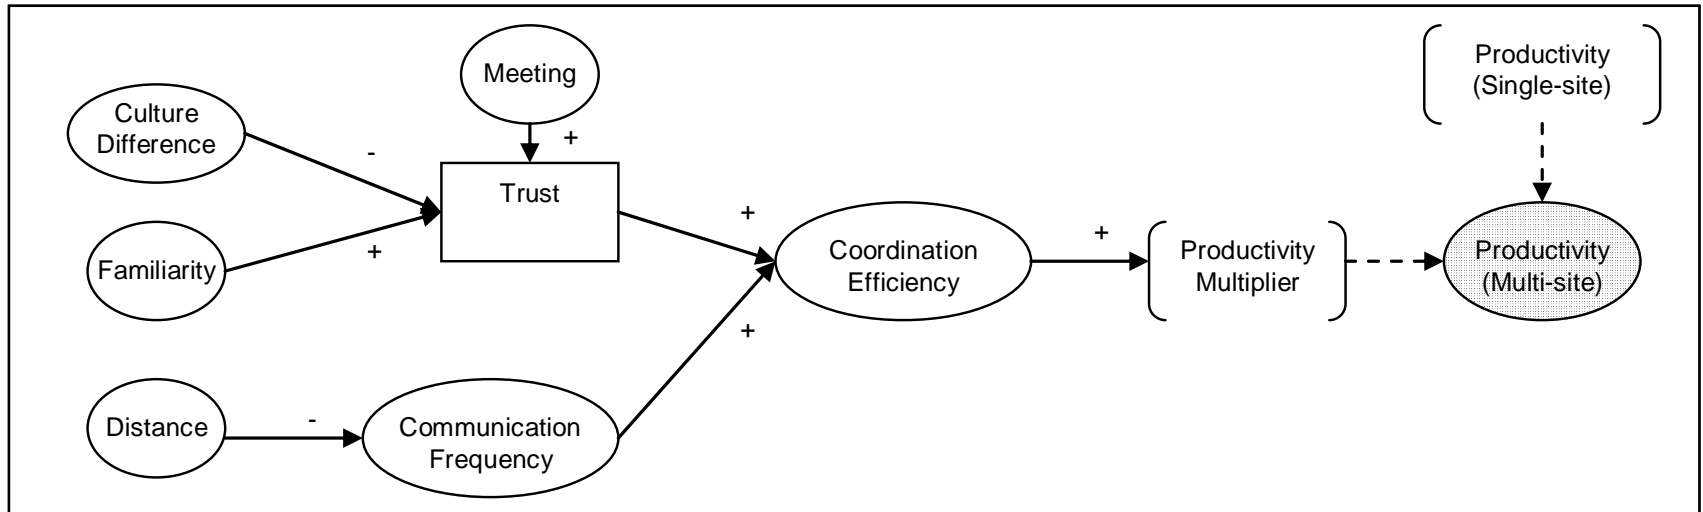 Meeting
Productivity
(Single-site)
Culture
Difference
+
-
Trust
+
+
Familiarity
Coordination
Efficiency
+
Productivity
Multiplier
Productivity
(Multi-site)
+
Distance
-
Communication
Frequency